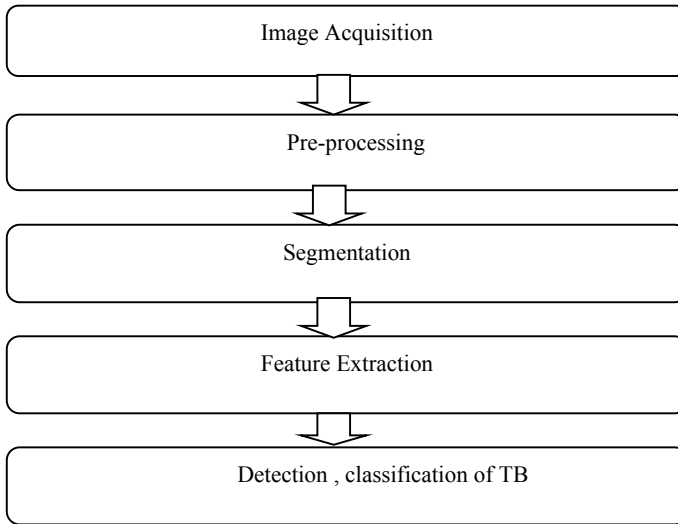 Image Acquisition
Pre-processing
Segmentation
Feature Extraction
Detection , classification of TB